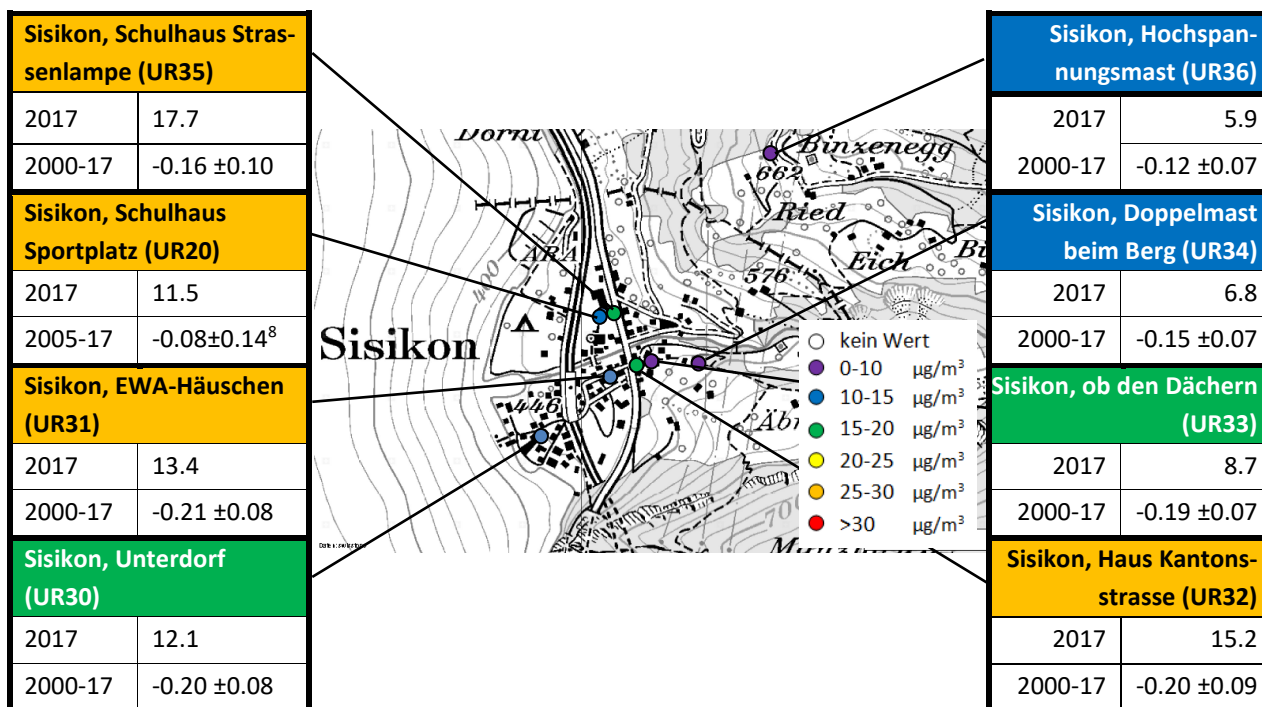 Sisikon, Schulhaus Stras-
senlampe (UR35)
2017 17.7
2000-17 -0.16 ±0.10
Sisikon, Schulhaus
Sportplatz (UR20)
2017 11.5
2005-17 -0.08±0.14⁸
Sisikon, EWA-Häuschen
(UR31)
2017 13.4
2000-17 -0.21 ±0.08
Sisikon, Unterdorf
(UR30)
2017 12.1
2000-17 -0.20 ±0.08
Dorni
Binzenegg
662
Ried
ARA
Eich
400
576
Sisikon
446
700
kein Wert
0-10 µg/m³
10-15 µg/m³
15-20 µg/m³
20-25 µg/m³
25-30 µg/m³
>30 µg/m³
Sisikon, Hochspan-
nungsmast (UR36)
2017 5.9
2000-17 -0.12 ±0.07
Sisikon, Doppelmast
beim Berg (UR34)
2017 6.8
2000-17 -0.15 ±0.07
Sisikon, ob den Dächern
(UR33)
2017 8.7
2000-17 -0.19 ±0.07
Sisikon, Haus Kantons-
strasse (UR32)
2017 15.2
2000-17 -0.20 ±0.09